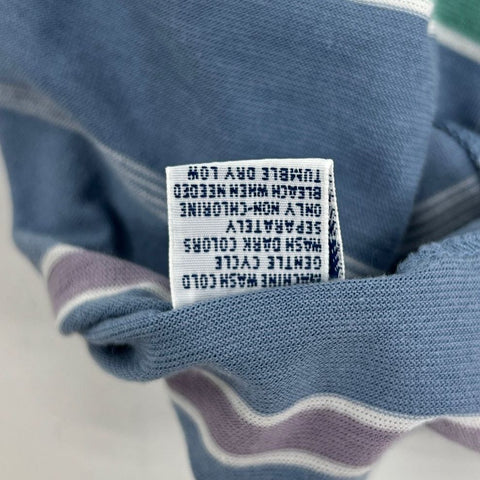 MACHINE WASH COLD
GENTLE CYCLE
WASH DARK COLORS
SEPARATELY
ONLY NON-CHLORINE
BLEACH WHEN NEEDED
TUMBLE DRY LOW